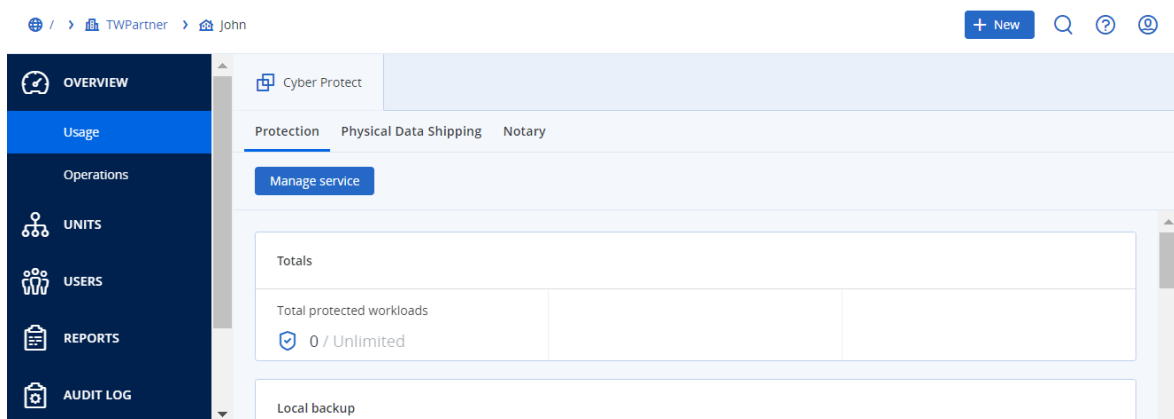 / > TWPartner > John
+ New
OVERVIEW
Usage
Operations
UNITS
USERS
REPORTS
AUDIT LOG
Cyber Protect
Protection Physical Data Shipping Notary
Manage service
Totals
Total protected workloads
0 / Unlimited
Local backup